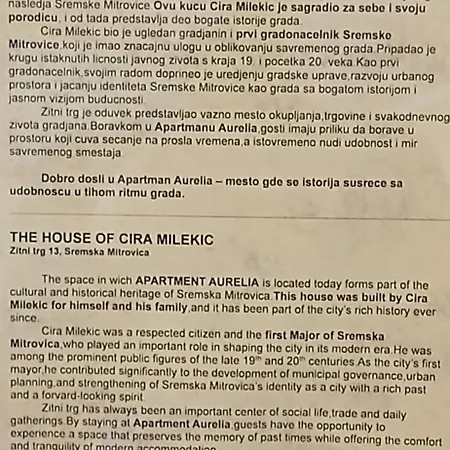 nasledja Sremske Mitrovice.Ovu kucu Cira Milekic je sagradio za sebe i svoju
porodicu, i od tada predstavlja deo bogate istorije grada.
Cira Milekic bio je ugledan gradjanin i prvi gradonacelnik Sremske
Mitrovice,koji je imao znacajnu ulogu u oblikovanju savremenog grada.Pripadao je
krugu istaknutih licnosti javnog zivota s kraja 19. i pocetka 20. veka.Kao prvi
gradonacelnik,svojim radom doprineo je uredjenju gradske uprave,razvoju urbanog
prostora i jacanju identiteta Sremske Mitrovice kao grada sa bogatom istorijom i
jasnom vizijom buducnosti.
Zitni trg je oduvek predstavljao vazno mesto okupljanja,trgovine i svakodnevnog
zivota gradjana.Boravkom u Apartmanu Aurelia,gosti imaju priliku da borave u
prostoru koji cuva secanje na prosla vremena,a istovremeno nudi udobnost i mir
savremenog smestaja.
Dobro dosli u Apartman Aurelia – mesto gde se istorija susrece sa
udobnoscu u tihom ritmu grada.
THE HOUSE OF CIRA MILEKIC
Zitni trg 13, Sremska Mitrovica
The space in wich APARTMENT AURELIA is located today forms part of the
cultural and historical heritage of Sremska Mitrovica.This house was built by Cira
Milekic for himself and his family,and it has been part of the city's rich history ever
since.
Cira Milekic was a respected citizen and the first Major of Sremska
Mitrovica,who played an important role in shaping the city in its modern era.He was
among the prominent public figures of the late 19th and 20th centuries.As the city's first
mayor,he contributed significantly to the development of municipal governance,urban
planning,and strengthening of Sremska Mitrovica's identity as a city with a rich past
and a forvard-looking spirit.
Zitni trg has always been an important center of social life,trade and daily
gatherings.By staying at Apartment Aurelia,guests have the opportunity to
experience a space that preserves the memory of past times while offering the comfort
and tranquility of modern accommodation.